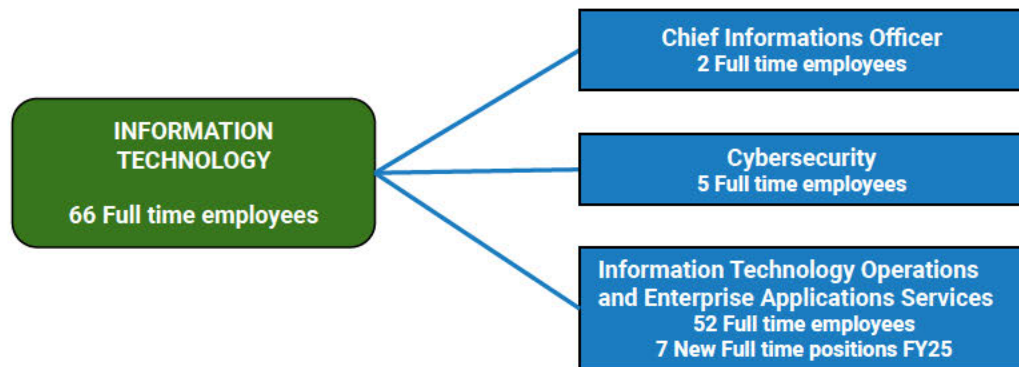 INFORMATION
TECHNOLOGY
66 Full time employees
Chief Informations Officer
2 Full time employees
Cybersecurity
5 Full time employees
Information Technology Operations
and Enterprise Applications Services
52 Full time employees
7 New Full time positions FY25